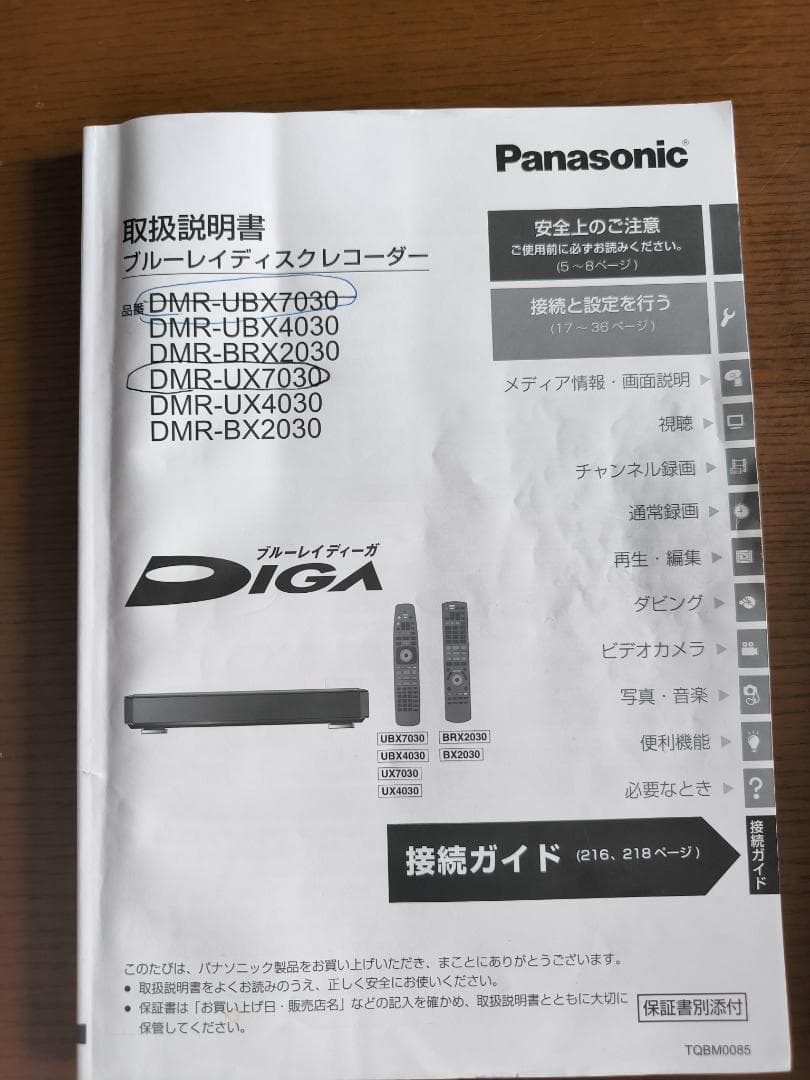 Panasonic®
取扱説明書
ブルーレイディスクレコーダー
品番 DMR-UBX7030
DMR-UBX4030
DMR-BRX2030
DMR-UX7030
DMR-UX4030
DMR-BX2030
安全上のご注意
ご使用前に必ずお読みください。
(5～8ページ)
接続と設定を行う
(17～36ページ)
メディア情報・画面説明
視聴
チャンネル録画
通常録画
再生・編集
ダビング
ビデオカメラ
写真・音楽
便利機能
必要なとき
?
ブルーレイディーガ
DIGA
UBX7030
UBX4030
UX7030
UX4030
BRX2030
BX2030
接続ガイド (216、218ページ)
接続ガイド
このたびは、パナソニック製品をお買い上げいただき、まことにありがとうございます。
● 取扱説明書をよくお読みのうえ、正しく安全にお使いください。
● 保証書は「お買い上げ日・販売店名」などの記入を確かめ、取扱説明書とともに大切に
保管してください。
保証書別添付
TQBM0085